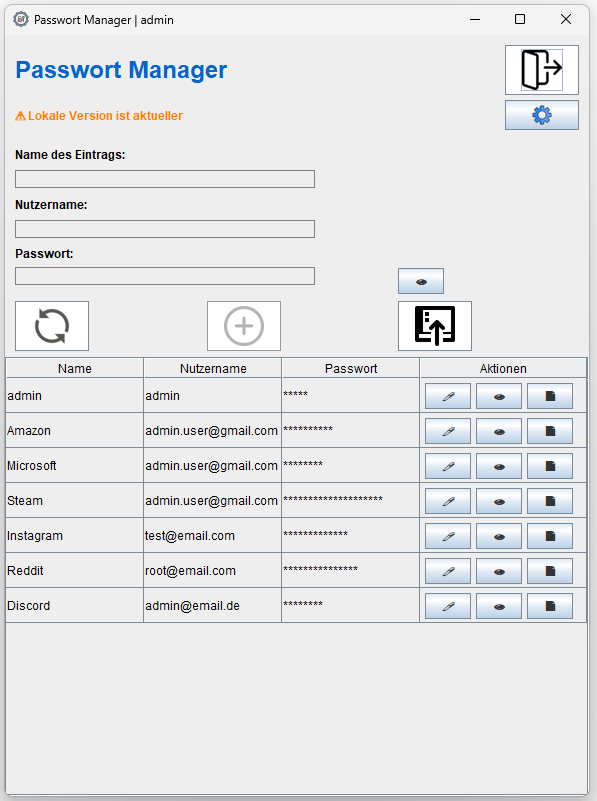 Passwort Manager | admin
Passwort Manager
⚠ Lokale Version ist aktueller
Name des Eintrags:
Nutzername:
Passwort:
Name Nutzername Passwort Aktionen
admin admin *****
Amazon admin.user@gmail.com **********
Microsoft admin.user@gmail.com ********
Steam admin.user@gmail.com ********************
Instagram test@email.com *************
Reddit root@email.com ***************
Discord admin@email.de ********